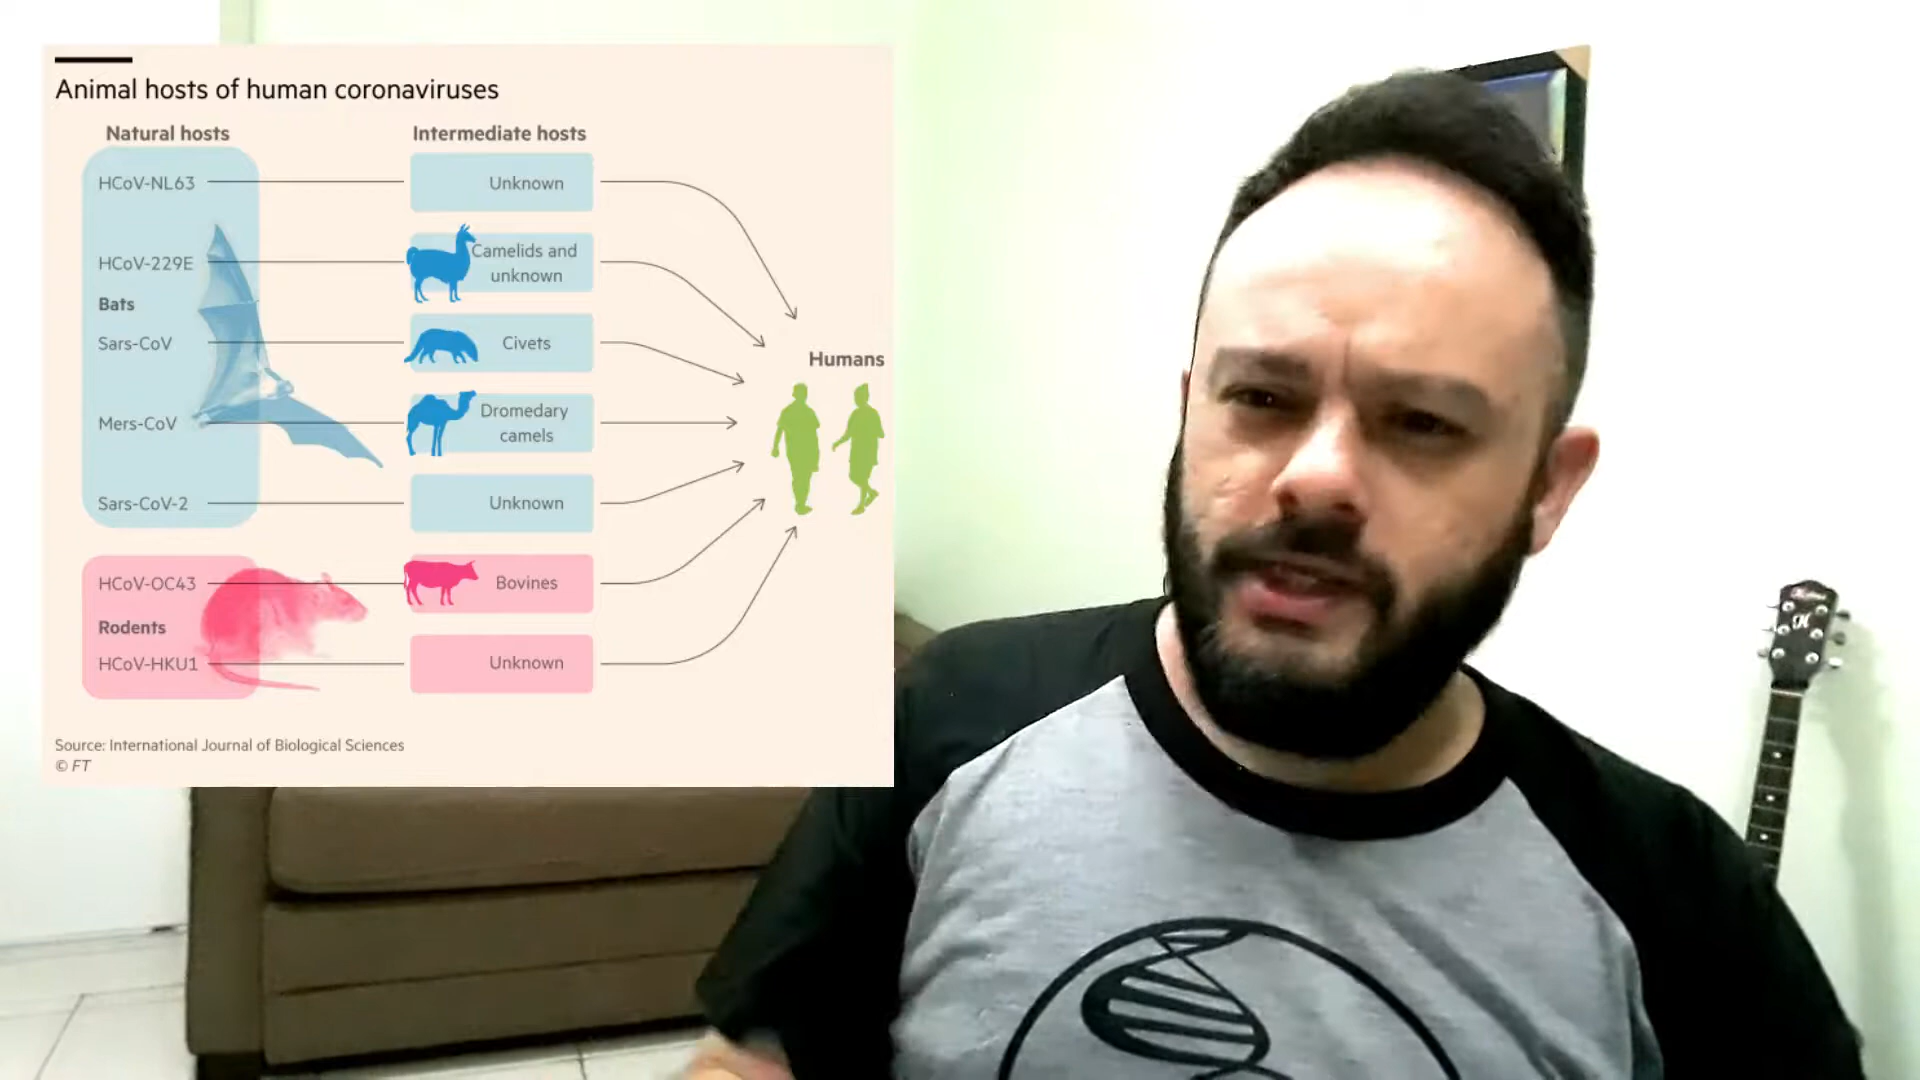 Animal hosts of human coronaviruses
Natural hosts
Intermediate hosts
HCoV-NL63
Unknown
HCoV-229E
Camelids and
unknown
Bats
Sars-CoV
Civets
Humans
Mers-CoV
Dromedary
camels
Sars-CoV-2
Unknown
HCoV-OC43
Bovines
Rodents
HCoV-HKU1
Unknown
Source: International Journal of Biological Sciences
© FT